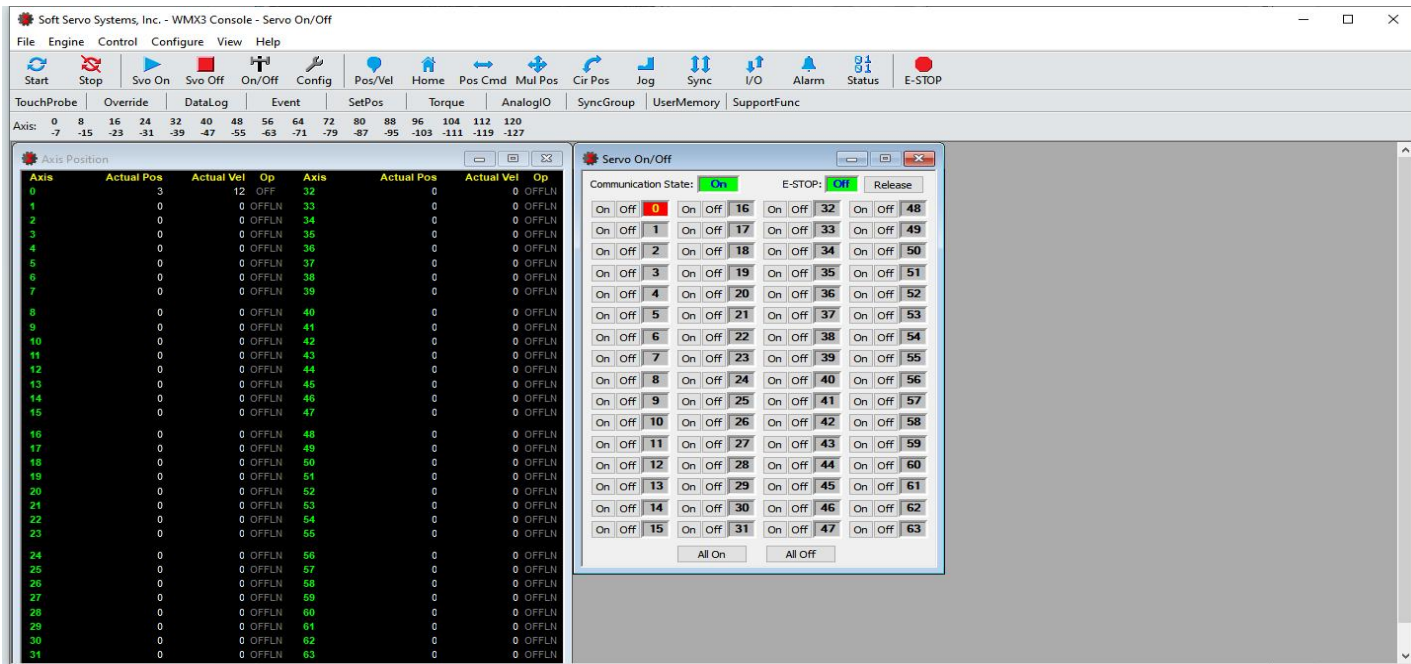 Soft Servo Systems, Inc. - WMX3 Console - Servo On/Off
File Engine Control Configure View Help
Start Stop Svo On Svo Off On/Off Config Pos/Vel Home Pos Cmd Mul Pos Cir Pos Jog Sync I/O Alarm Status E-STOP
TouchProbe Override DataLog Event SetPos Torque AnalogIO SyncGroup UserMemory SupportFunc
Axis: 0 8 16 24 32 40 48 56 64 72 80 88 96 104 112 120
-7 -15 -23 -31 -39 -47 -55 -63 -71 -79 -87 -95 -103 -111 -119 -127
Axis Position
Axis Actual Pos Actual Vel Op Axis Actual Pos Actual Vel Op
0 3 12 OFF 32 0 0 OFFLN
1 0 0 OFFLN 33 0 0 OFFLN
2 0 0 OFFLN 34 0 0 OFFLN
3 0 0 OFFLN 35 0 0 OFFLN
4 0 0 OFFLN 36 0 0 OFFLN
5 0 0 OFFLN 37 0 0 OFFLN
6 0 0 OFFLN 38 0 0 OFFLN
7 0 0 OFFLN 39 0 0 OFFLN
8 0 0 OFFLN 40 0 0 OFFLN
9 0 0 OFFLN 41 0 0 OFFLN
10 0 0 OFFLN 42 0 0 OFFLN
11 0 0 OFFLN 43 0 0 OFFLN
12 0 0 OFFLN 44 0 0 OFFLN
13 0 0 OFFLN 45 0 0 OFFLN
14 0 0 OFFLN 46 0 0 OFFLN
15 0 0 OFFLN 47 0 0 OFFLN
16 0 0 OFFLN 48 0 0 OFFLN
17 0 0 OFFLN 49 0 0 OFFLN
18 0 0 OFFLN 50 0 0 OFFLN
19 0 0 OFFLN 51 0 0 OFFLN
20 0 0 OFFLN 52 0 0 OFFLN
21 0 0 OFFLN 53 0 0 OFFLN
22 0 0 OFFLN 54 0 0 OFFLN
23 0 0 OFFLN 55 0 0 OFFLN
24 0 0 OFFLN 56 0 0 OFFLN
25 0 0 OFFLN 57 0 0 OFFLN
26 0 0 OFFLN 58 0 0 OFFLN
27 0 0 OFFLN 59 0 0 OFFLN
28 0 0 OFFLN 60 0 0 OFFLN
29 0 0 OFFLN 61 0 0 OFFLN
30 0 0 OFFLN 62 0 0 OFFLN
31 0 0 OFFLN 63 0 0 OFFLN
Servo On/Off
Communication State: On E-STOP: Off Release
On Off 0 On Off 16 On Off 32 On Off 48
On Off 1 On Off 17 On Off 33 On Off 49
On Off 2 On Off 18 On Off 34 On Off 50
On Off 3 On Off 19 On Off 35 On Off 51
On Off 4 On Off 20 On Off 36 On Off 52
On Off 5 On Off 21 On Off 37 On Off 53
On Off 6 On Off 22 On Off 38 On Off 54
On Off 7 On Off 23 On Off 39 On Off 55
On Off 8 On Off 24 On Off 40 On Off 56
On Off 9 On Off 25 On Off 41 On Off 57
On Off 10 On Off 26 On Off 42 On Off 58
On Off 11 On Off 27 On Off 43 On Off 59
On Off 12 On Off 28 On Off 44 On Off 60
On Off 13 On Off 29 On Off 45 On Off 61
On Off 14 On Off 30 On Off 46 On Off 62
On Off 15 On Off 31 On Off 47 On Off 63
All On All Off